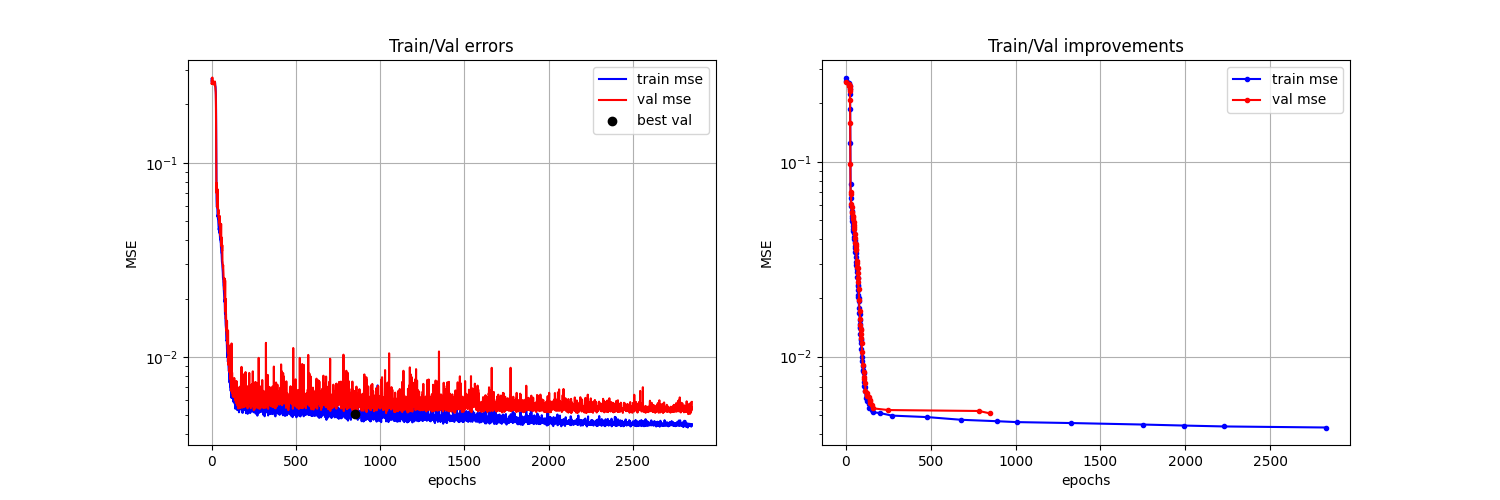 Train/Val errors
train mse
val mse
best val
10⁻¹
10⁻²
MSE
0
500
1000
1500
2000
2500
epochs
Train/Val improvements
train mse
val mse
10⁻¹
10⁻²
MSE
0
500
1000
1500
2000
2500
epochs